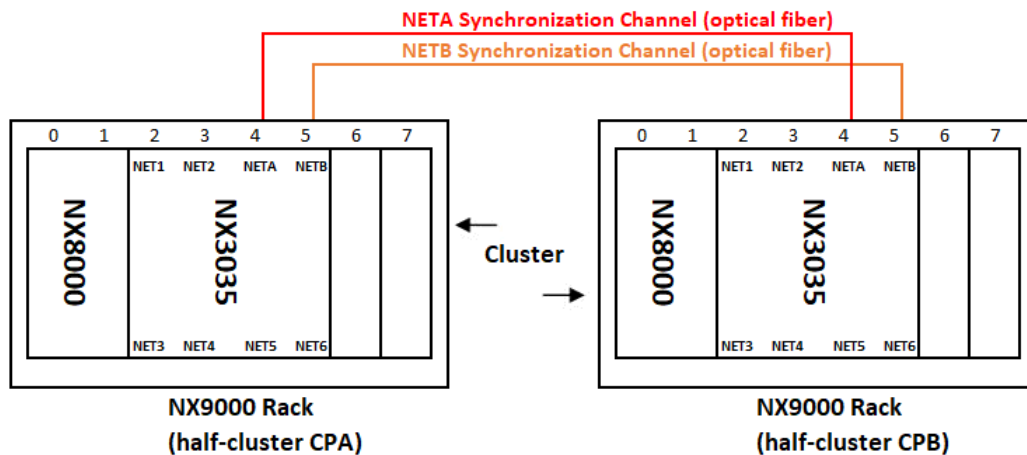 NETA Synchronization Channel (optical fiber)
NETB Synchronization Channel (optical fiber)
0 1 2 3 4 5 6 7
NET1 NET2 NETA NETB
NX8000
NX3035
NET3 NET4 NET5 NET6
NX9000 Rack
(half-cluster CPA)
Cluster
0 1 2 3 4 5 6 7
NET1 NET2 NETA NETB
NX8000
NX3035
NET3 NET4 NET5 NET6
NX9000 Rack
(half-cluster CPB)